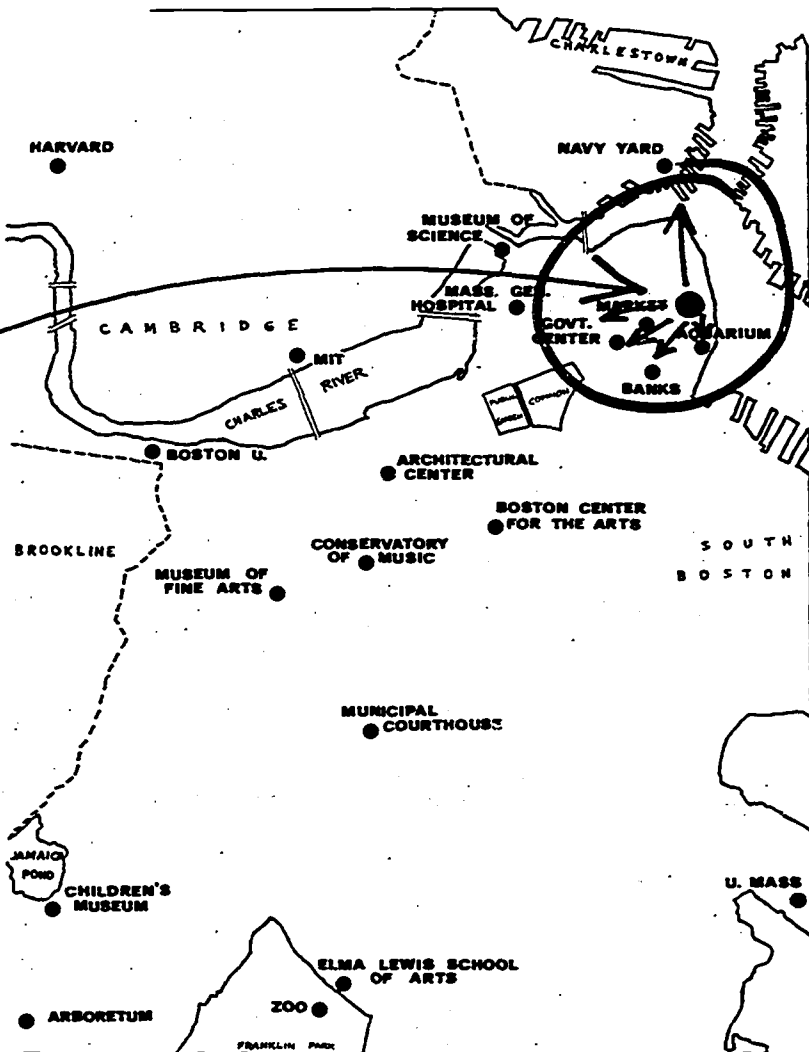 CHARLESTOWN
HARVARD
NAVY YARD
MUSEUM OF
SCIENCE
MASS. GEN.
HOSPITAL
MARKET
GOVT.
CENTER
AQUARIUM
BANKS
CAMBRIDGE
MIT
CHARLES RIVER
PUBLIC
GARDEN
COMMON
BOSTON U.
ARCHITECTURAL
CENTER
BOSTON CENTER
FOR THE ARTS
BROOKLINE
CONSERVATORY
OF MUSIC
SOUTH
BOSTON
MUSEUM OF
FINE ARTS
MUNICIPAL
COURTHOUSE
JAMAICA
POND
CHILDREN'S
MUSEUM
U. MASS
ELMA LEWIS SCHOOL
OF ARTS
ZOO
ARBORETUM
FRANKLIN PARK